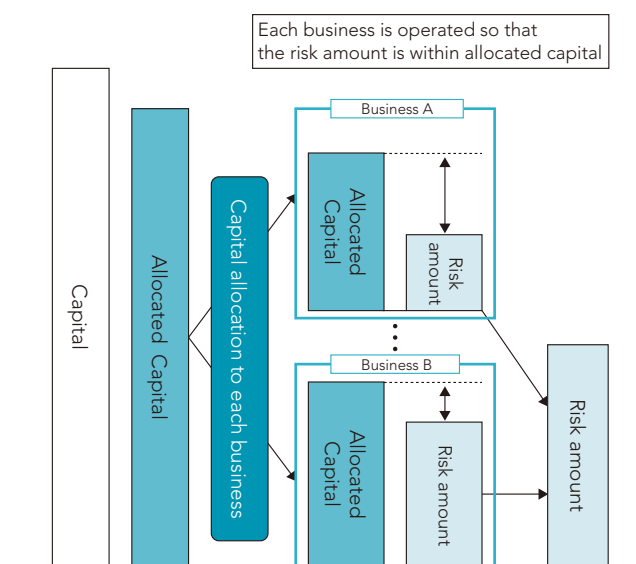 Each business is operated so that
the risk amount is within allocated capital
Capital
Allocated Capital
Capital allocation to each business
Business A
Allocated
Capital
Risk
amount
Business B
Allocated
Capital
Risk amount
Risk amount